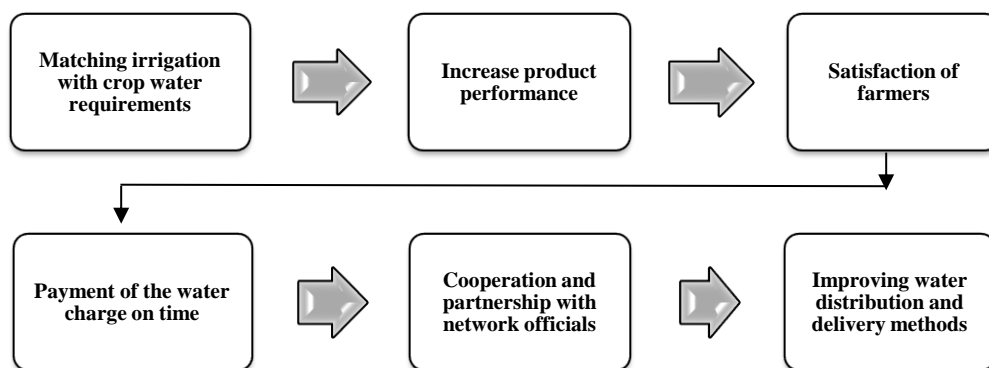 Matching irrigation
with crop water
requirements
Increase product
performance
Satisfaction of
farmers
Payment of the water
charge on time
Cooperation and
partnership with
network officials
Improving water
distribution and
delivery methods